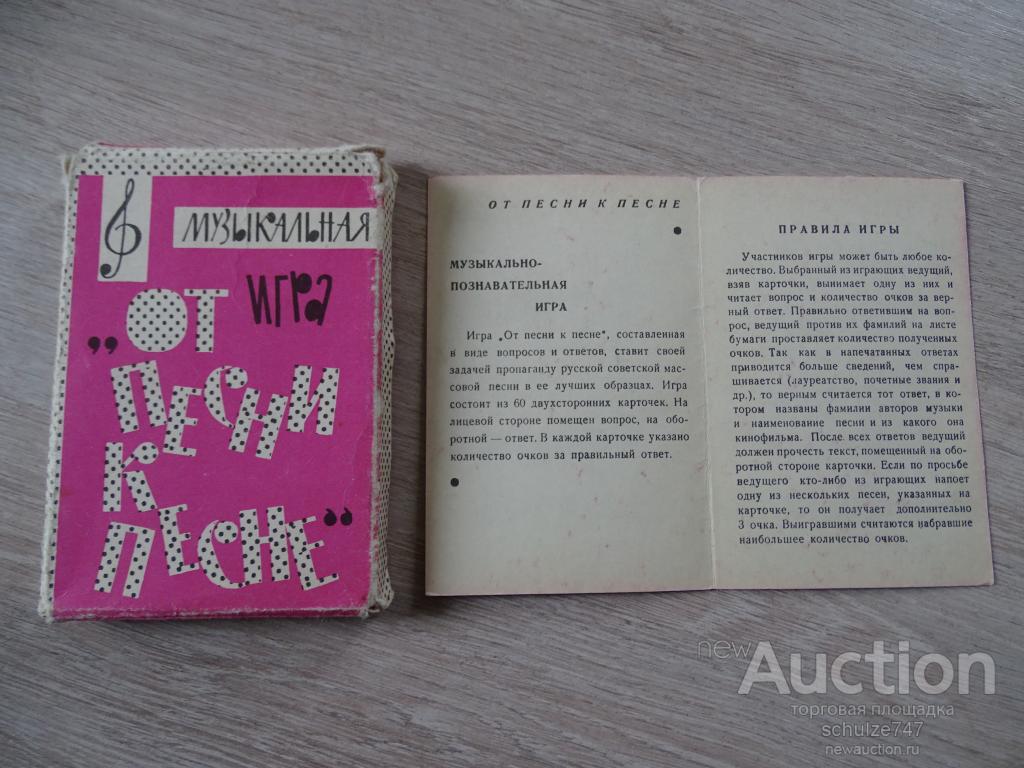 МУЗЫКАЛЬНАЯ
ИГРА
„ОТ
ПЕСНИ
К
ПЕСНЕ“
ОТ ПЕСНИ К ПЕСНЕ
МУЗЫКАЛЬНО-
ПОЗНАВАТЕЛЬНАЯ
ИГРА
Игра „От песни к песне“, составленная
в виде вопросов и ответов, ставит своей
задачей пропаганду русской советской мас-
совой песни в ее лучших образцах. Игра
состоит из 60 двухсторонних карточек. На
лицевой стороне помещен вопрос, на обо-
ротной — ответ. В каждой карточке указано
количество очков за правильный ответ.
ПРАВИЛА ИГРЫ
Участников игры может быть любое ко-
личество. Выбранный из играющих ведущий,
взяв карточки, вынимает одну из них и
читает вопрос и количество очков за вер-
ный ответ. Правильно ответившим на воп-
рос, ведущий против их фамилий на листе
бумаги проставляет количество полученных
очков. Так как в напечатанных ответах
приводится больше сведений, чем спра-
шивается (лауреатство, почетные звания и
др.), то верным считается тот ответ, в ко-
тором названы фамилии авторов музыки
и наименование песни и из какого она
кинофильма. После всех ответов ведущий
должен прочесть текст, помещенный на обо-
ротной стороне карточки. Если по просьбе
ведущего кто-либо из играющих напоет
одну из нескольких песен, указанных на
карточке, то он получает дополнительно
3 очка. Выигравшими считаются набравшие
наибольшее количество очков.
new Auction
торговая площадка
schulze747
newauction.ru